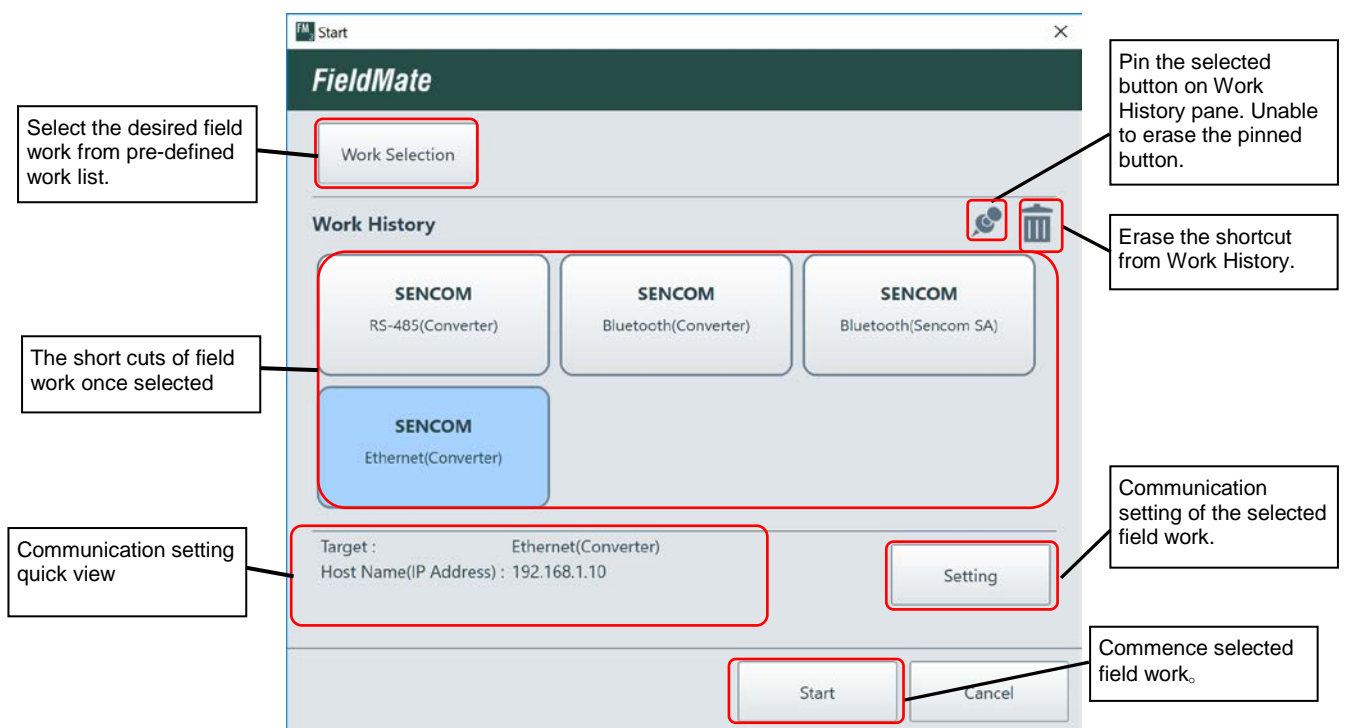 FM
Start
FieldMate
Select the desired field
work from pre-defined
work list.
Work Selection
Pin the selected
button on Work
History pane. Unable
to erase the pinned
button.
Work History
Erase the shortcut
from Work History.
SENCOM
RS-485(Converter)
SENCOM
Bluetooth(Converter)
SENCOM
Bluetooth(Sencom SA)
The short cuts of field
work once selected
SENCOM
Ethernet(Converter)
Communication
setting of the selected
field work.
Communication setting
quick view
Target : Ethernet(Converter)
Host Name(IP Address) : 192.168.1.10
Setting
Commence selected
field work。
Start
Cancel